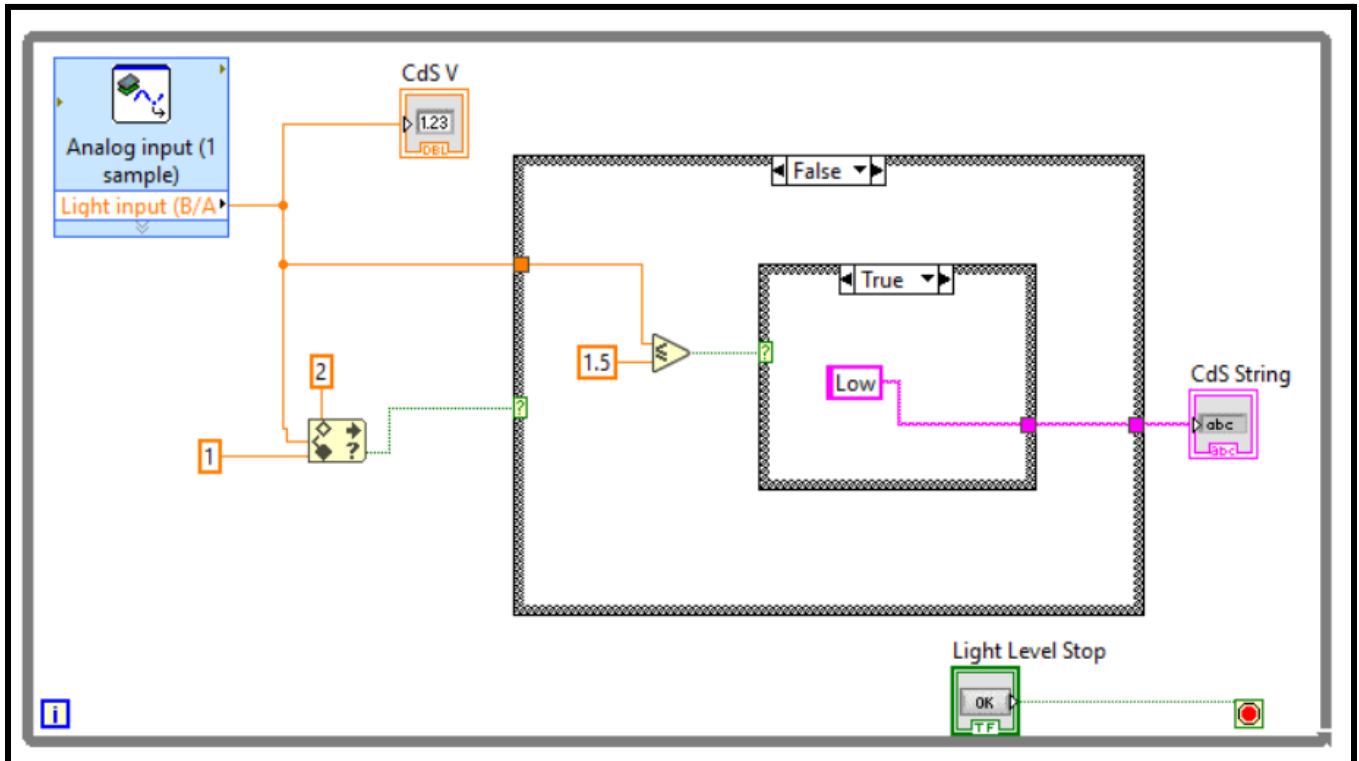 CdS V
1.23
DBL
Analog input (1
sample)
Light input (B/A
False
True
1.5
?
Low
CdS String
abc
abc
2
?
?
1
Light Level Stop
OK
TF
i